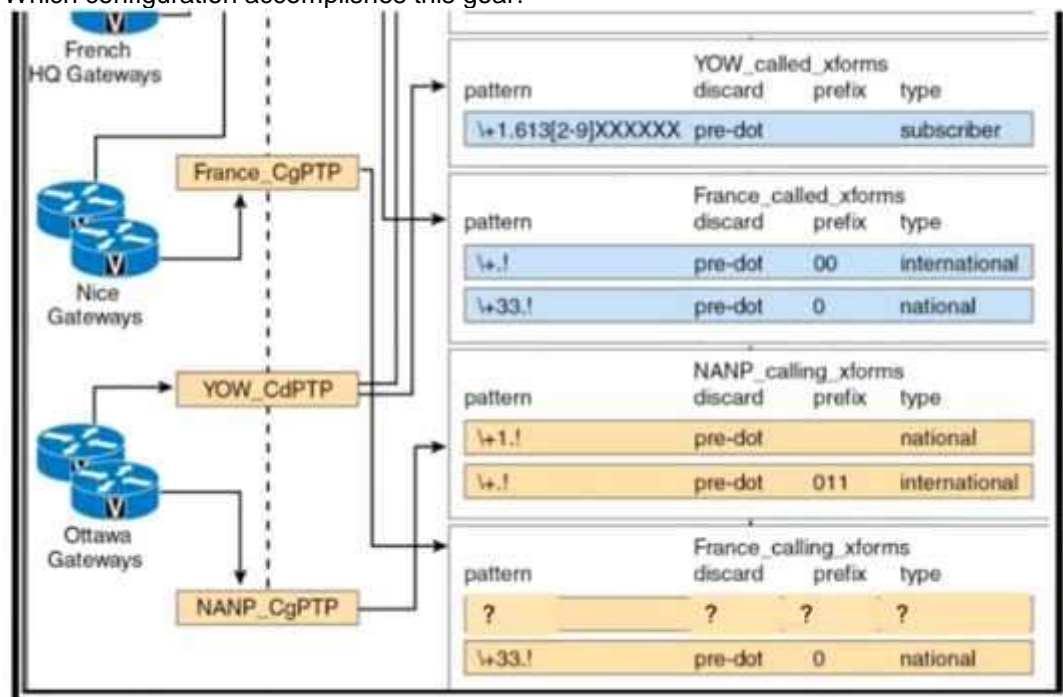 Which configuration accomplishes this goal?
French
HQ Gateways
V
France_CgPTP
V
Nice
Gateways
YOW_CdPTP
V
Ottawa
Gateways
NANP_CgPTP
YOW_called_xforms
pattern discard prefix type
\+1.613[2-9]XXXXXX pre-dot subscriber
France_called_xforms
pattern discard prefix type
\+.! pre-dot 00 international
\+33.! pre-dot 0 national
NANP_calling_xforms
pattern discard prefix type
\+1.! pre-dot national
\+.! pre-dot 011 international
France_calling_xforms
pattern discard prefix type
? ? ? ?
\+33.! pre-dot 0 national